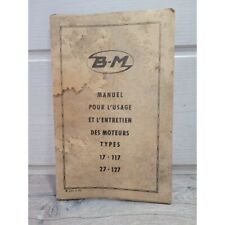 B-M
MANUEL
POUR L'USAGE
ET L'ENTRETIEN
DES MOTEURS
TYPES
17 - 117
27 - 127